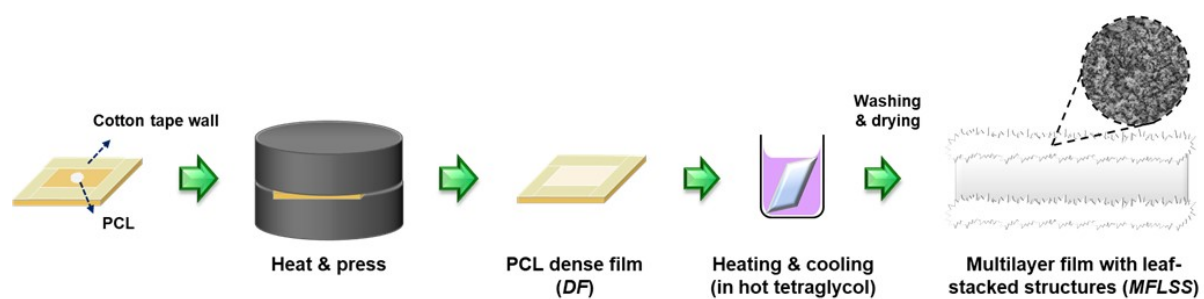 Cotton tape wall
PCL
Heat & press
PCL dense film
(DF)
Heating & cooling
(in hot tetraglycol)
Washing
& drying
Multilayer film with leaf-
stacked structures (MFLSS)